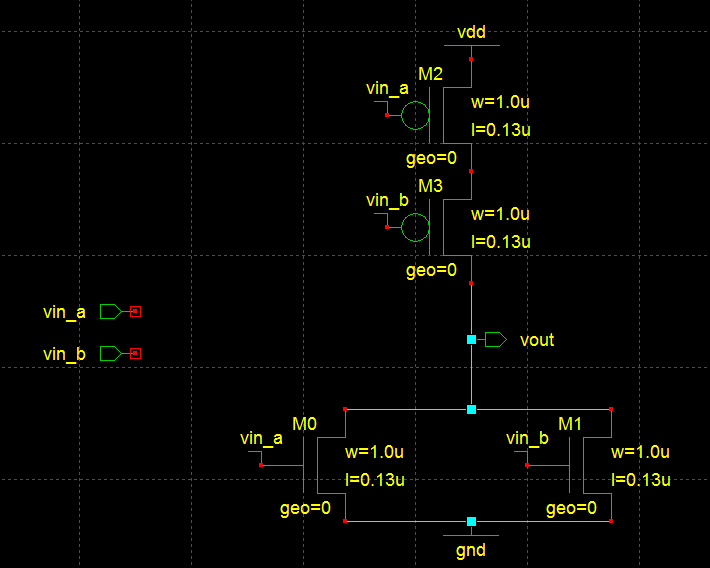 vdd
M2
vin_a
w=1.0u
l=0.13u
geo=0
M3
vin_b
w=1.0u
l=0.13u
geo=0
vin_a
vin_b
vout
M0
vin_a
w=1.0u
l=0.13u
geo=0
M1
vin_b
w=1.0u
l=0.13u
geo=0
gnd